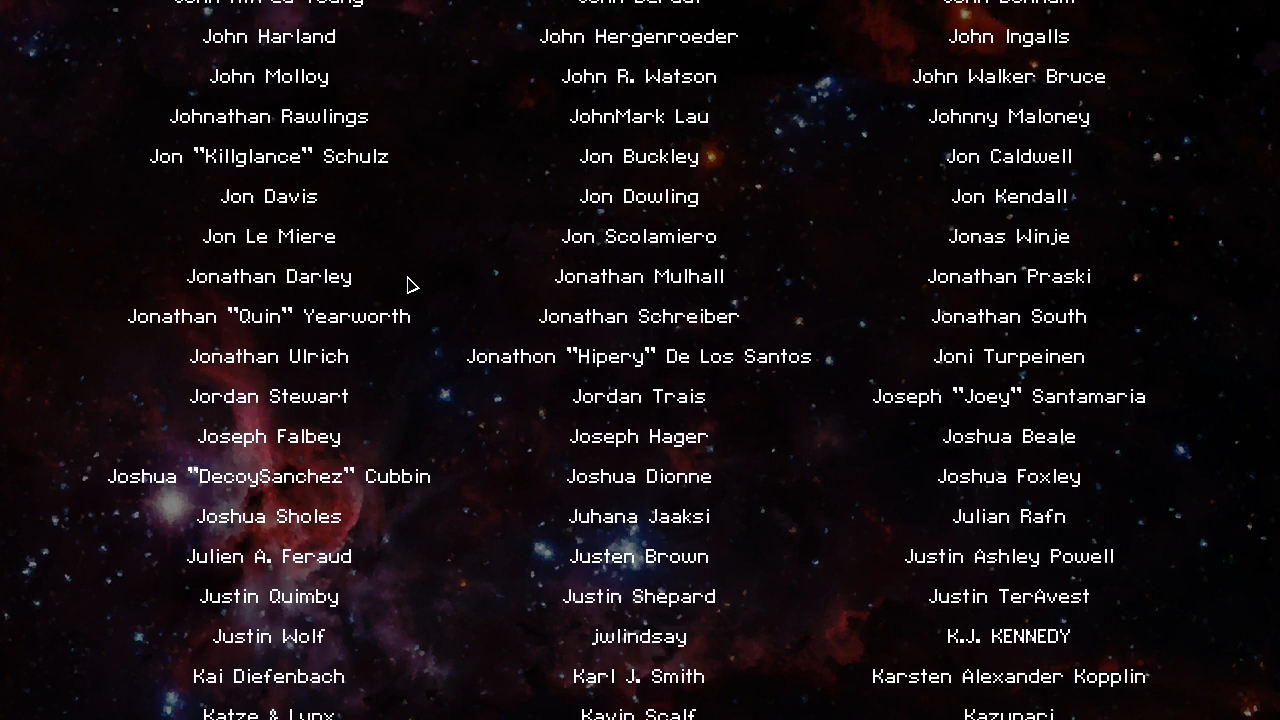 John Harland John Hergenroeder John Ingalls
John Molloy John R. Watson John Walker Bruce
Johnathan Rawlings JohnMark Lau Johnny Maloney
Jon "Killglance" Schulz Jon Buckley Jon Caldwell
Jon Davis Jon Dowling Jon Kendall
Jon Le Miere Jon Scolamiero Jonas Winje
Jonathan Darley Jonathan Mulhall Jonathan Praski
Jonathan "Quin" Yearworth Jonathan Schreiber Jonathan South
Jonathan Ulrich Jonathon "Hipery" De Los Santos Joni Turpeinen
Jordan Stewart Jordan Trais Joseph "Joey" Santamaria
Joseph Falbey Joseph Hager Joshua Beale
Joshua "DecoySanchez" Cubbin Joshua Dionne Joshua Foxley
Joshua Sholes Juhana Jaaksi Julian Rafn
Julien A. Feraud Justen Brown Justin Ashley Powell
Justin Quimby Justin Shepard Justin TerAvest
Justin Wolf jwlindsay K.J. KENNEDY
Kai Diefenbach Karl J. Smith Karsten Alexander Kopplin
Katze & Lynx Kavin Scalf Kazunari